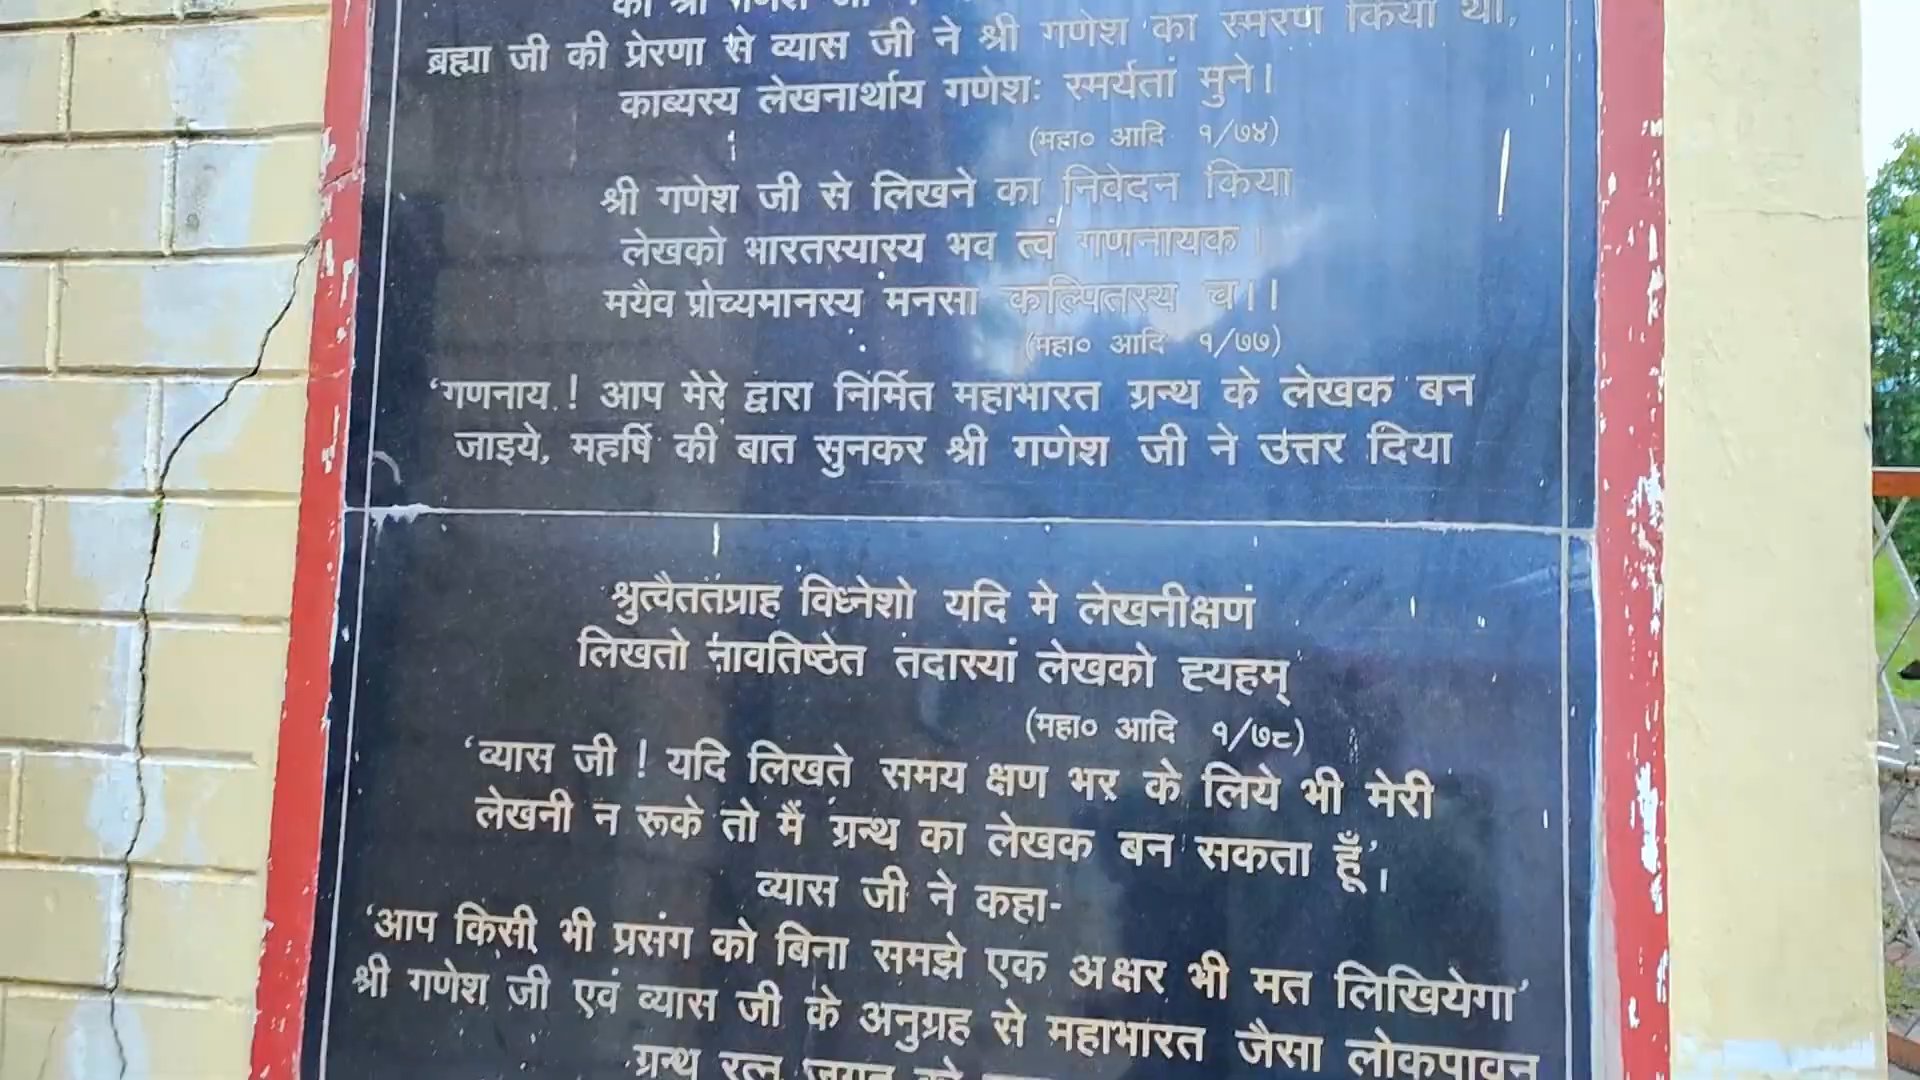 को श्री गणेश जी
ब्रह्मा जी की प्रेरणा से व्यास जी ने श्री गणेश का स्मरण किया था,
काब्यस्य लेखनार्थाय गणेशः स्मर्यतां मुने।
(महा० आदि १/७४)
श्री गणेश जी से लिखने का निवेदन किया
लेखको भारतस्यास्य भव त्वं गणनायक।
मयैव प्रोच्यमानस्य मनसा कल्पितस्य च।।
(महा० आदि १/७७)
‘गणनाय ! आप मेरे द्वारा निर्मित महाभारत ग्रन्थ के लेखक बन
जाइये, महर्षि की बात सुनकर श्री गणेश जी ने उत्तर दिया
श्रुत्वैततंप्राह विध्नेशो यदि मे लेखनीक्षणं
लिखतो नावतिष्ठेत तदास्यां लेखको ह्यहम्
(महा० आदि १/७८)
‘व्यास जी ! यदि लिखते समय क्षण भर के लिये भी मेरी
लेखनी न रूके तो मैं ग्रन्थ का लेखक बन सकता हूँ’।
व्यास जी ने कहा-
‘आप किसी भी प्रसंग को बिना समझे एक अक्षर भी मत लिखियेगा’
श्री गणेश जी एवं व्यास जी के अनुग्रह से महाभारत जैसा लोकपावन
ग्रन्थ रत्न जगत को